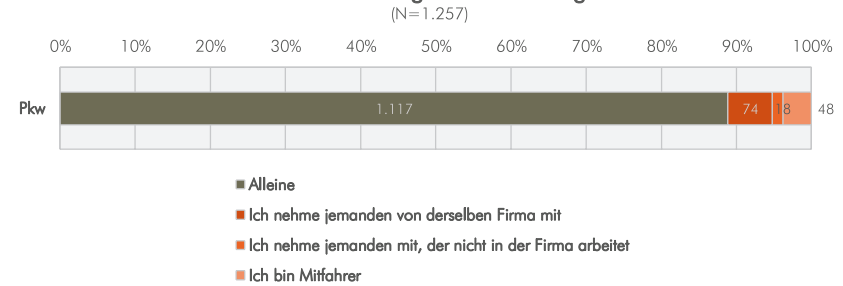 (N=1.257)
0% 10% 20% 30% 40% 50% 60% 70% 80% 90% 100%
Pkw 1.117 74 18 48
Alleine
Ich nehme jemanden von derselben Firma mit
Ich nehme jemanden mit, der nicht in der Firma arbeitet
Ich bin Mitfahrer